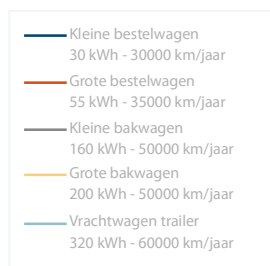 Kleine bestelwagen
30 kWh - 30000 km/jaar
Grote bestelwagen
55 kWh - 35000 km/jaar
Kleine bakwagen
160 kWh - 50000 km/jaar
Grote bakwagen
200 kWh - 50000 km/jaar
Vrachtwagen trailer
320 kWh - 60000 km/jaar